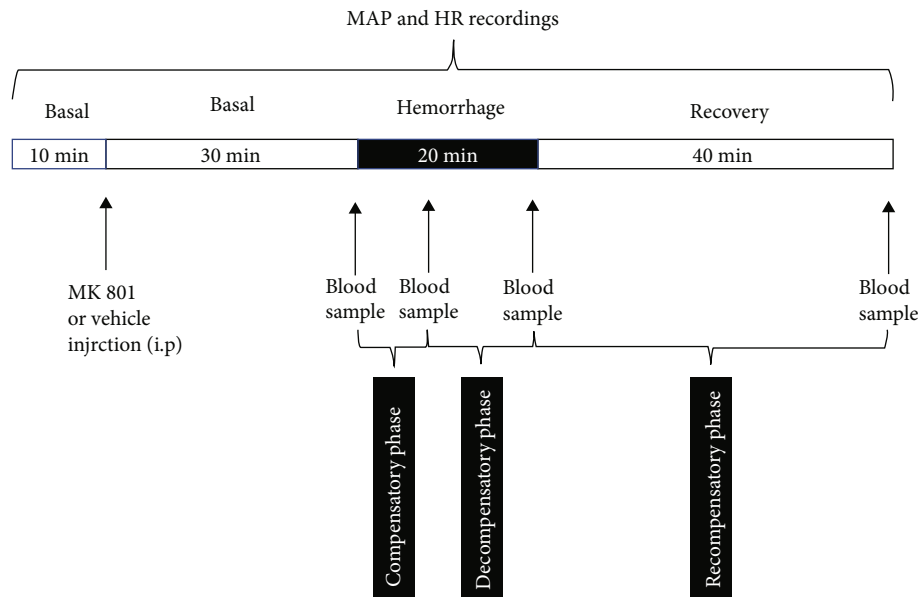 MAP and HR recordings
Basal
Basal
Hemorrhage
Recovery
10 min
30 min
20 min
40 min
MK 801
or vehicle
injrction (i.p)
Blood
sample
Blood
sample
Blood
sample
Blood
sample
Compensatory phase
Decompensatory phase
Recompensatory phase